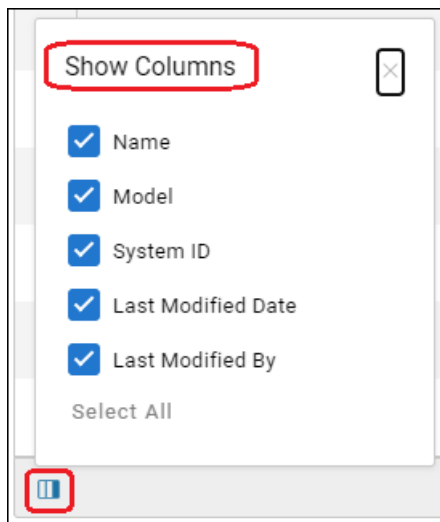 Show Columns
Name
Model
System ID
Last Modified Date
Last Modified By
Select All